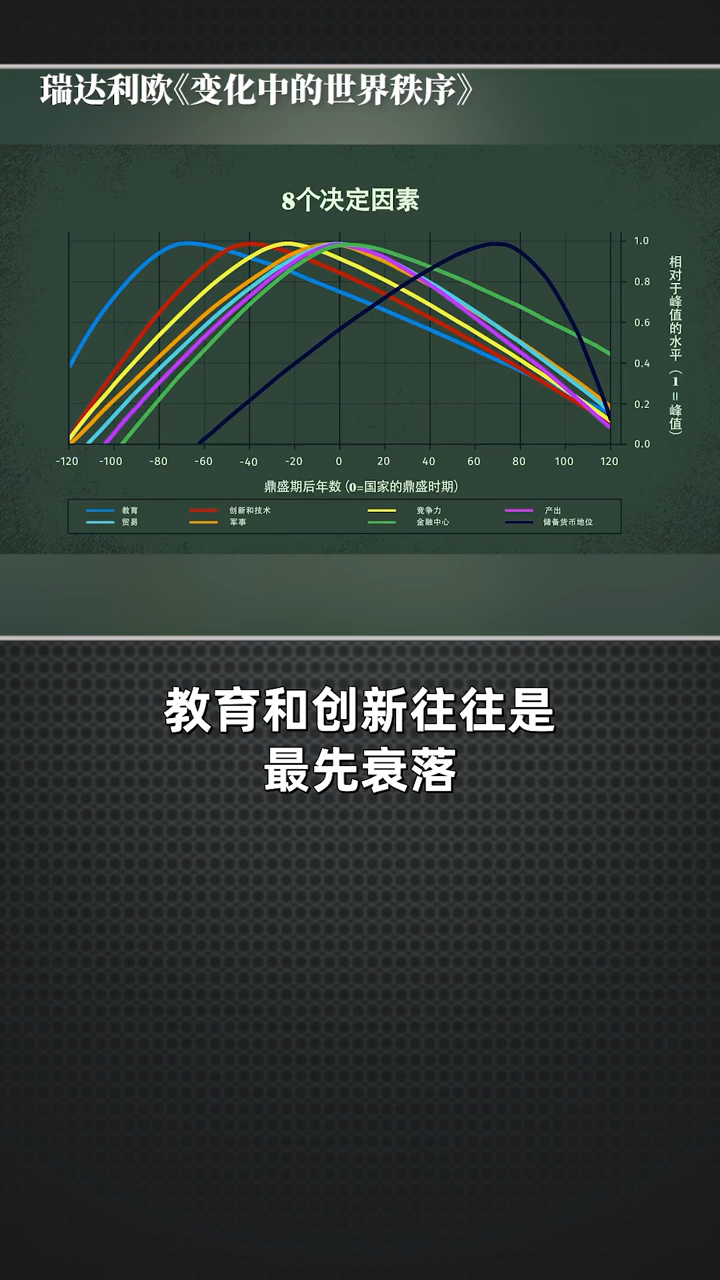 瑞达利欧《变化中的世界秩序》
8个决定因素
1.0
0.8
0.6
0.4
0.2
0.0
相对于峰值的水平（1=峰值）
-120 -100 -80 -60 -40 -20 0 20 40 60 80 100 120
鼎盛期后年数（0=国家的鼎盛时期）
教育 创新和技术 竞争力 产出
贸易 军事 金融中心 储备货币地位
教育和创新往往是
最先衰落